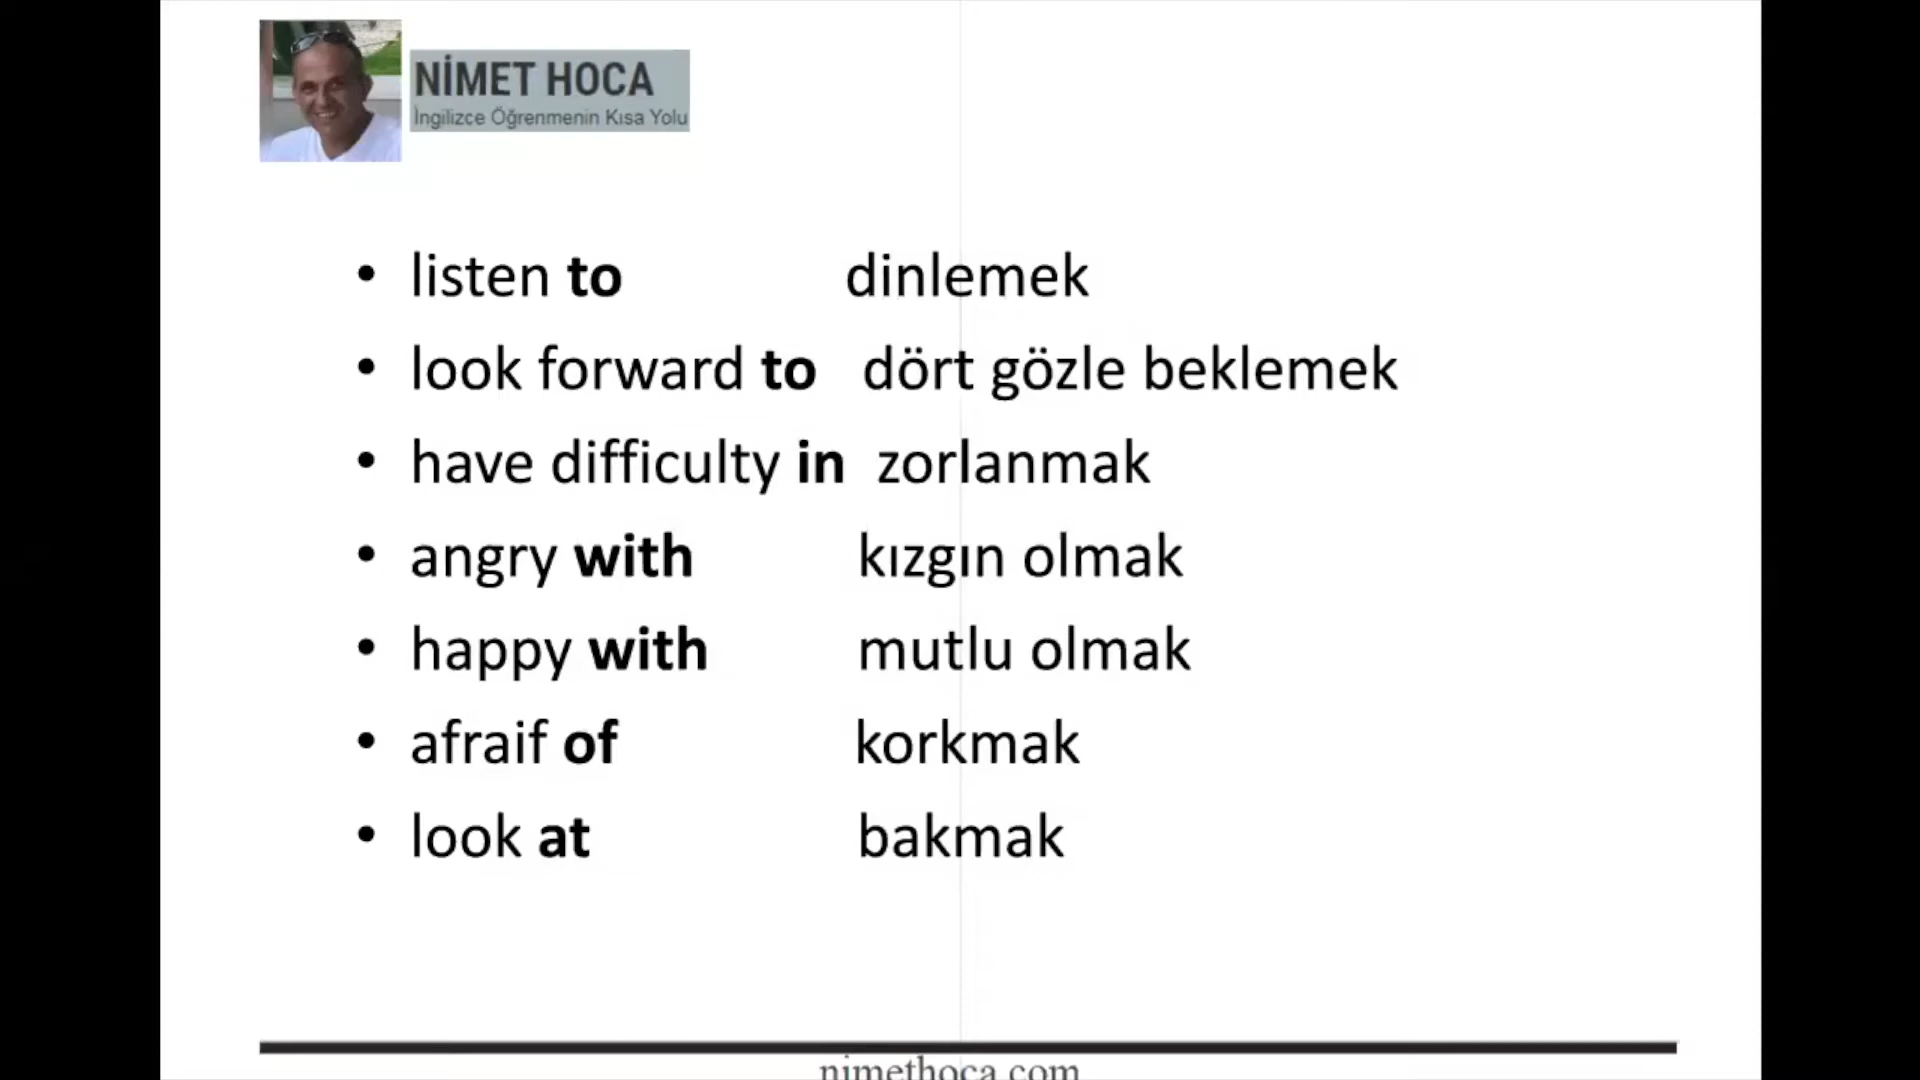 NİMET HOCA
İngilizce Öğrenmenin Kısa Yolu
• listen to dinlemek
• look forward to dört gözle beklemek
• have difficulty in zorlanmak
• angry with kızgın olmak
• happy with mutlu olmak
• afraif of korkmak
• look at bakmak
nimethoca.com